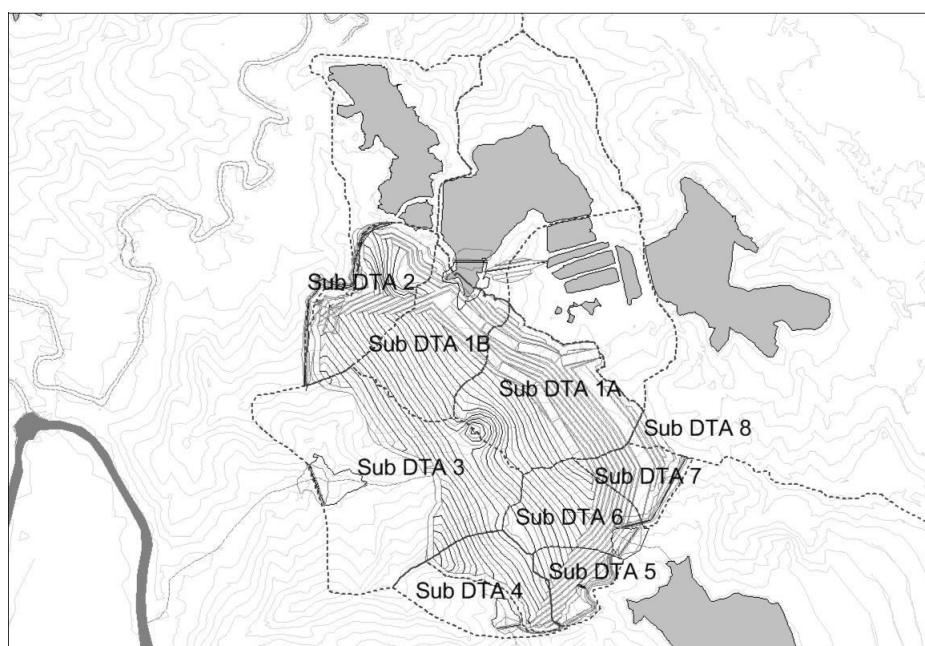 Sub DTA 2
Sub DTA 1B
Sub DTA 1A
Sub DTA 8
Sub DTA 3
Sub DTA 7
Sub DTA 6
Sub DTA 5
Sub DTA 4